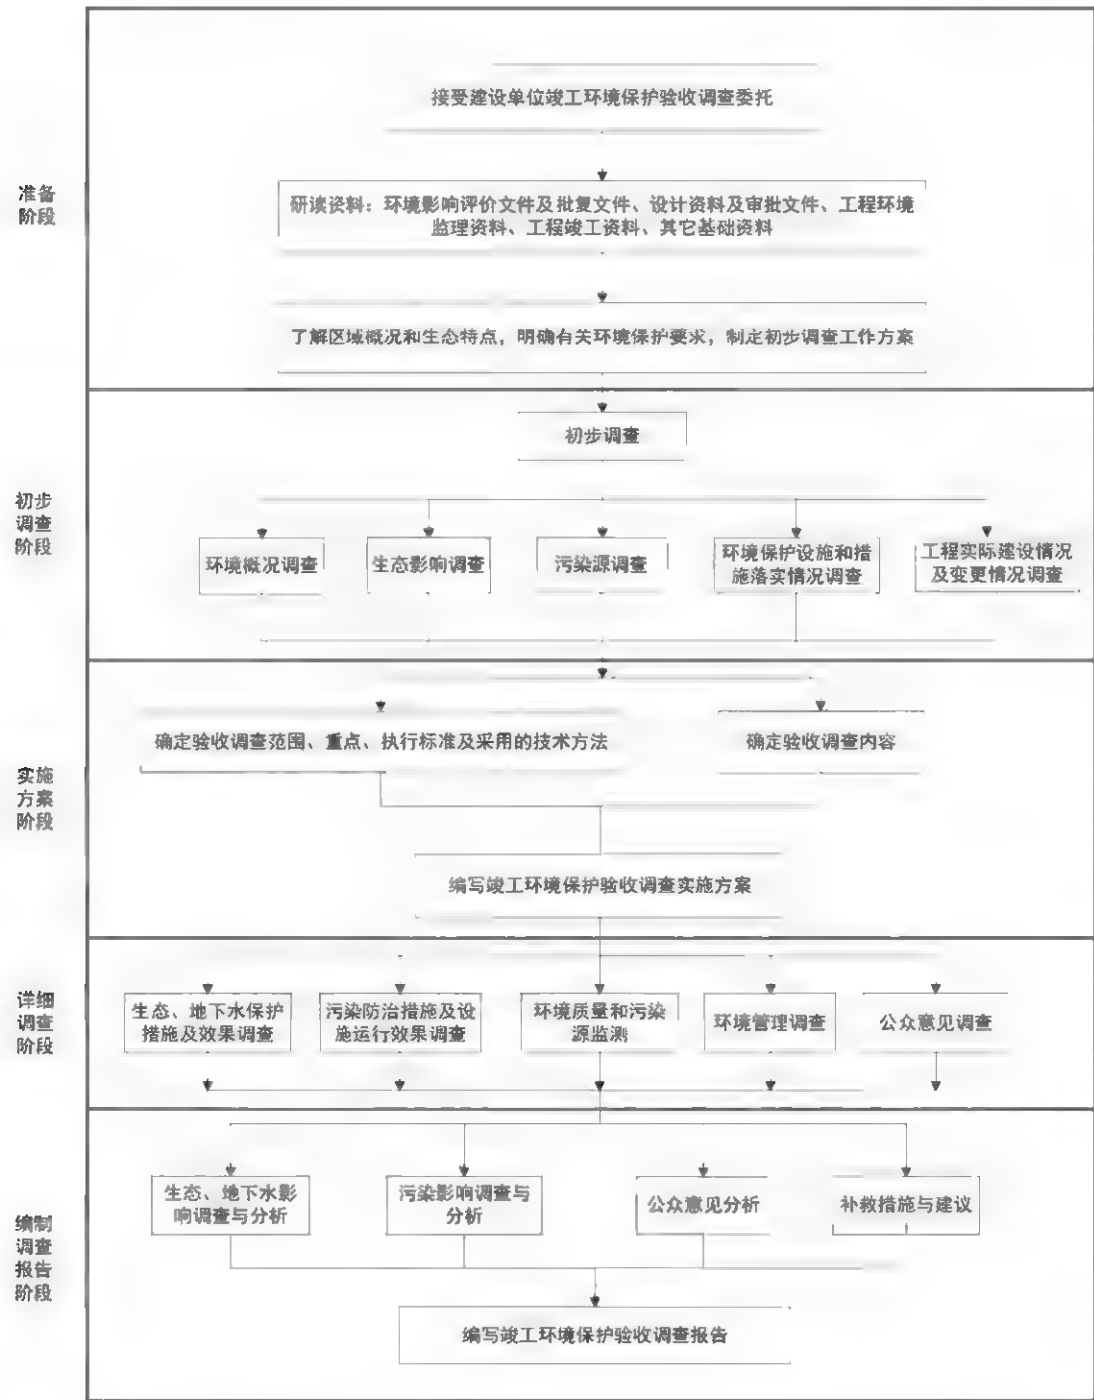 准备
阶段
接受建设单位竣工环境保护验收调查委托
研读资料：环境影响评价文件及批复文件、设计资料及审批文件、工程环境
监理资料、工程竣工资料、其它基础资料
了解区域概况和生态特点，明确有关环境保护要求，制定初步调查工作方案
初步
调查
阶段
初步调查
环境概况调查
生态影响调查
污染源调查
环境保护设施和措
施落实情况调查
工程实际建设情况
及变更情况调查
实施
方案
阶段
确定验收调查范围、重点、执行标准及采用的技术方法
确定验收调查内容
编写竣工环境保护验收调查实施方案
详细
调查
阶段
生态、地下水保护
措施及效果调查
污染防治措施及设
施运行效果调查
环境质量和污染
源监测
环境管理调查
公众意见调查
编制
调查
报告
阶段
生态、地下水影
响调查与分析
污染影响调查与
分析
公众意见分析
补救措施与建议
编写竣工环境保护验收调查报告